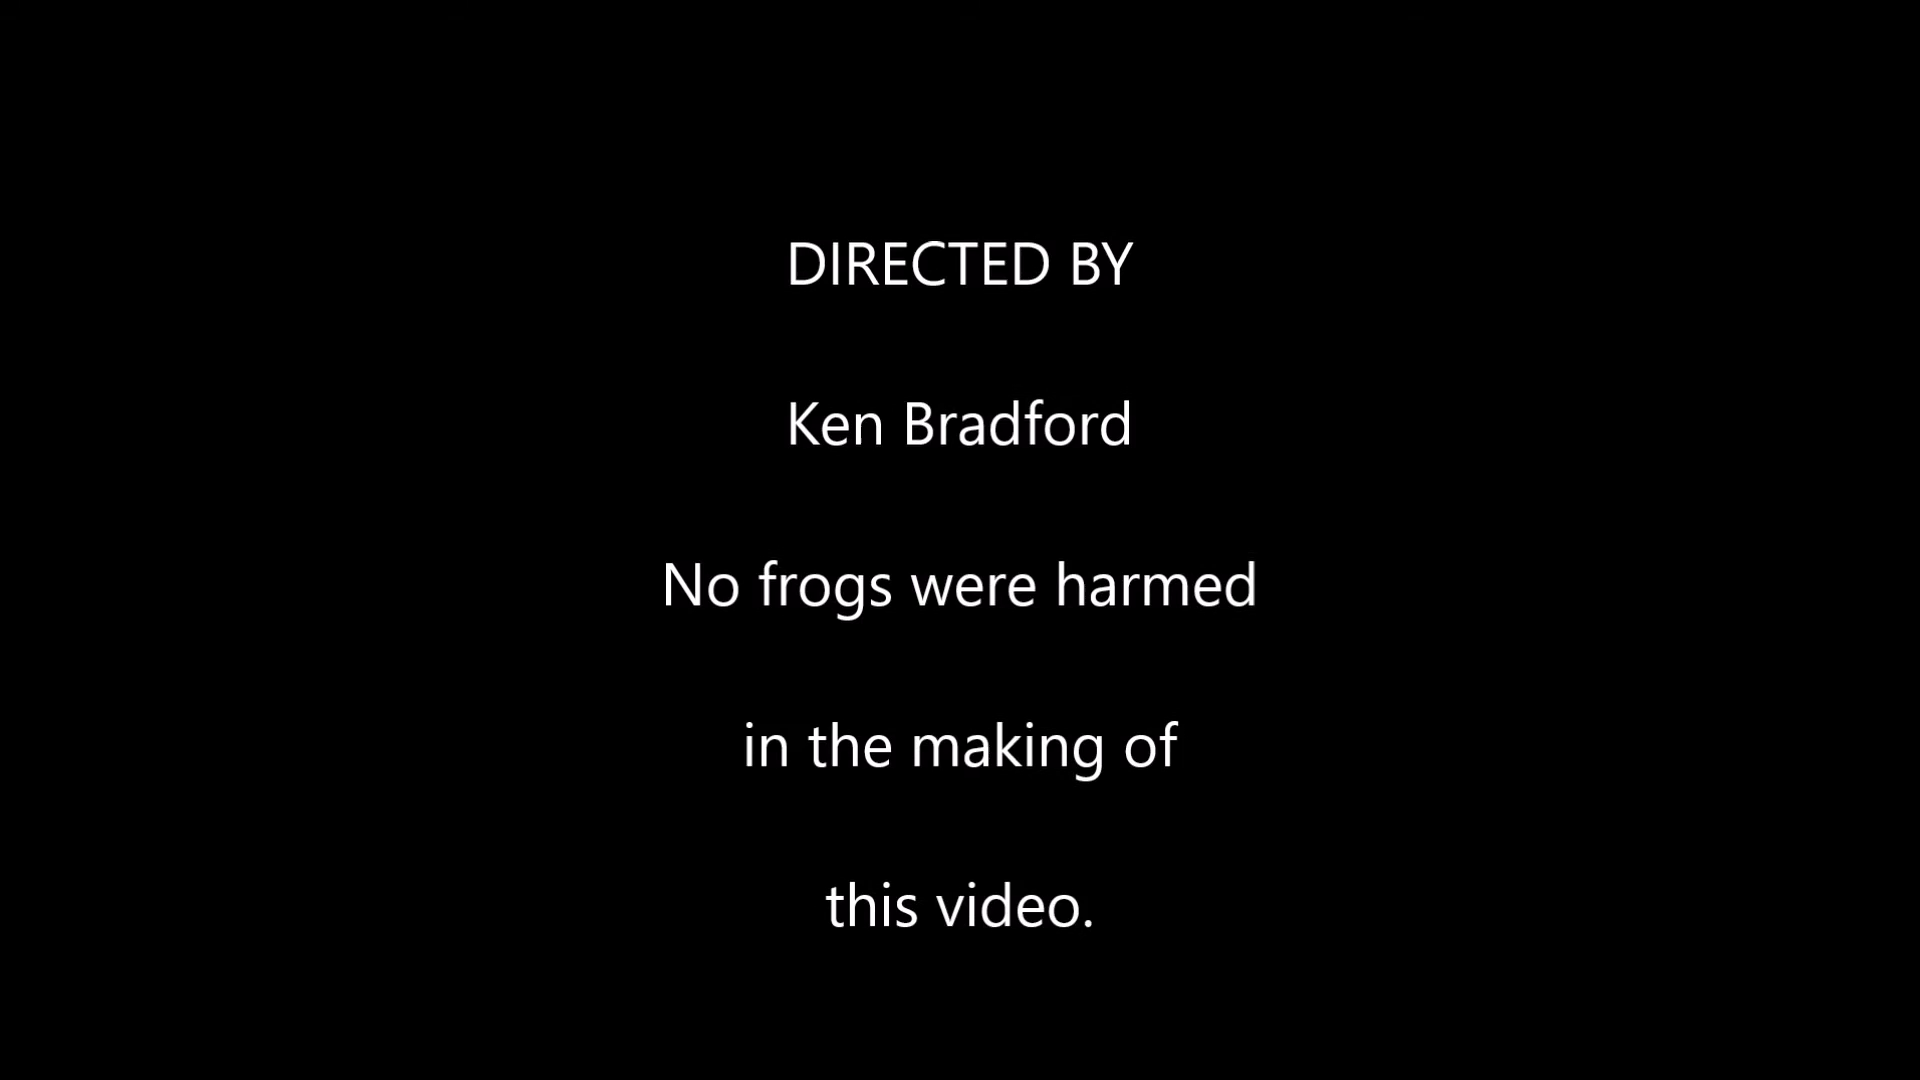 DIRECTED BY
Ken Bradford
No frogs were harmed
in the making of
this video.